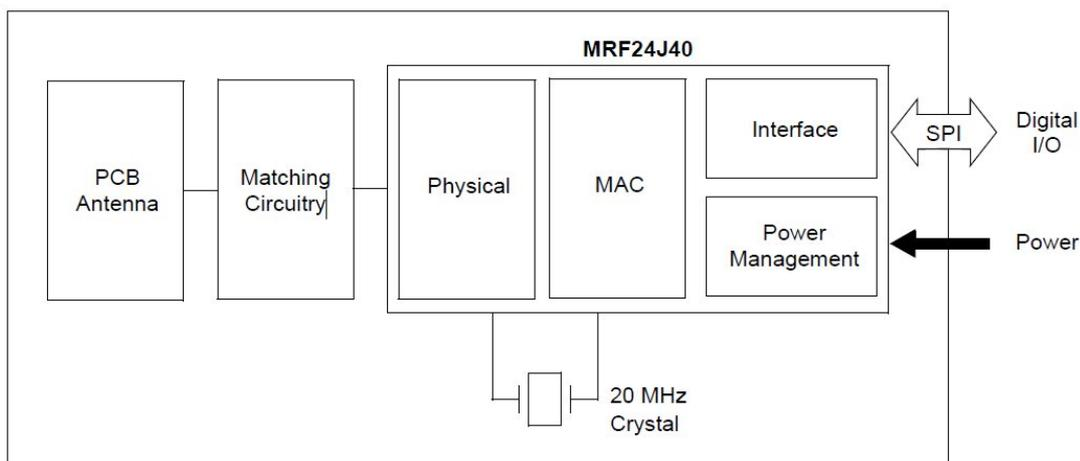 MRF24J40
PCB
Antenna
Matching
Circuitry
Physical
MAC
Interface
Power
Management
SPI
Digital
I/O
Power
20 MHz
Crystal